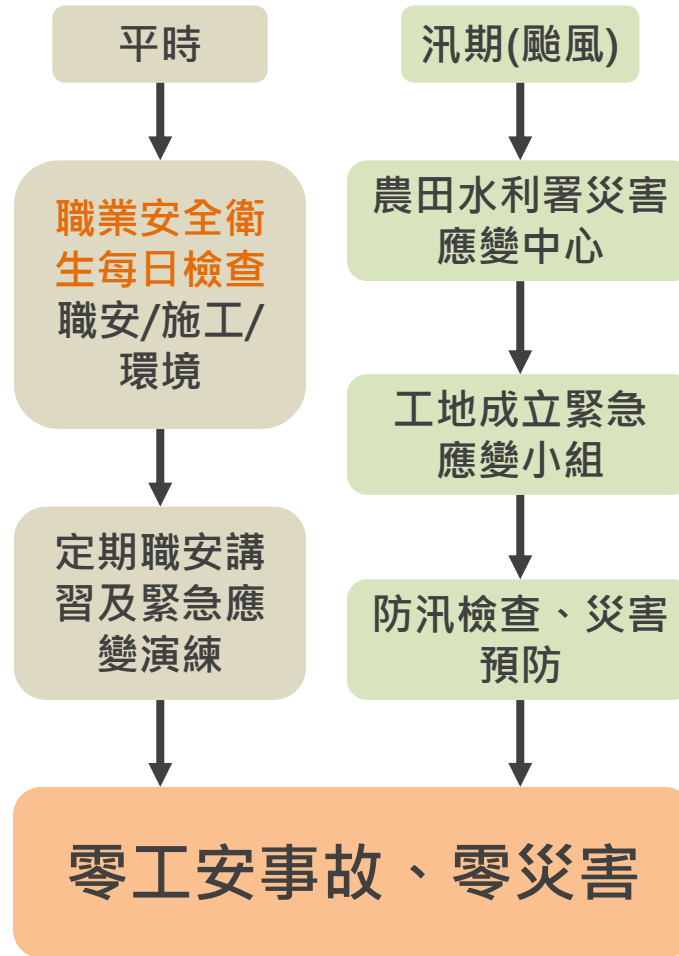 平時
職業安全衛
生每日檢查
職安/施工/
環境
定期職安講
習及緊急應
變演練
汛期(颱風)
農田水利署災害
應變中心
工地成立緊急
應變小組
防汛檢查、災害
預防
零工安事故、零災害